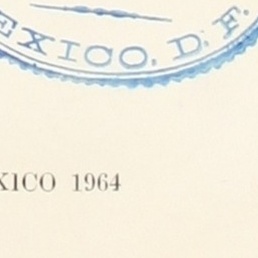 EXICO, D. F.
XICO 1964